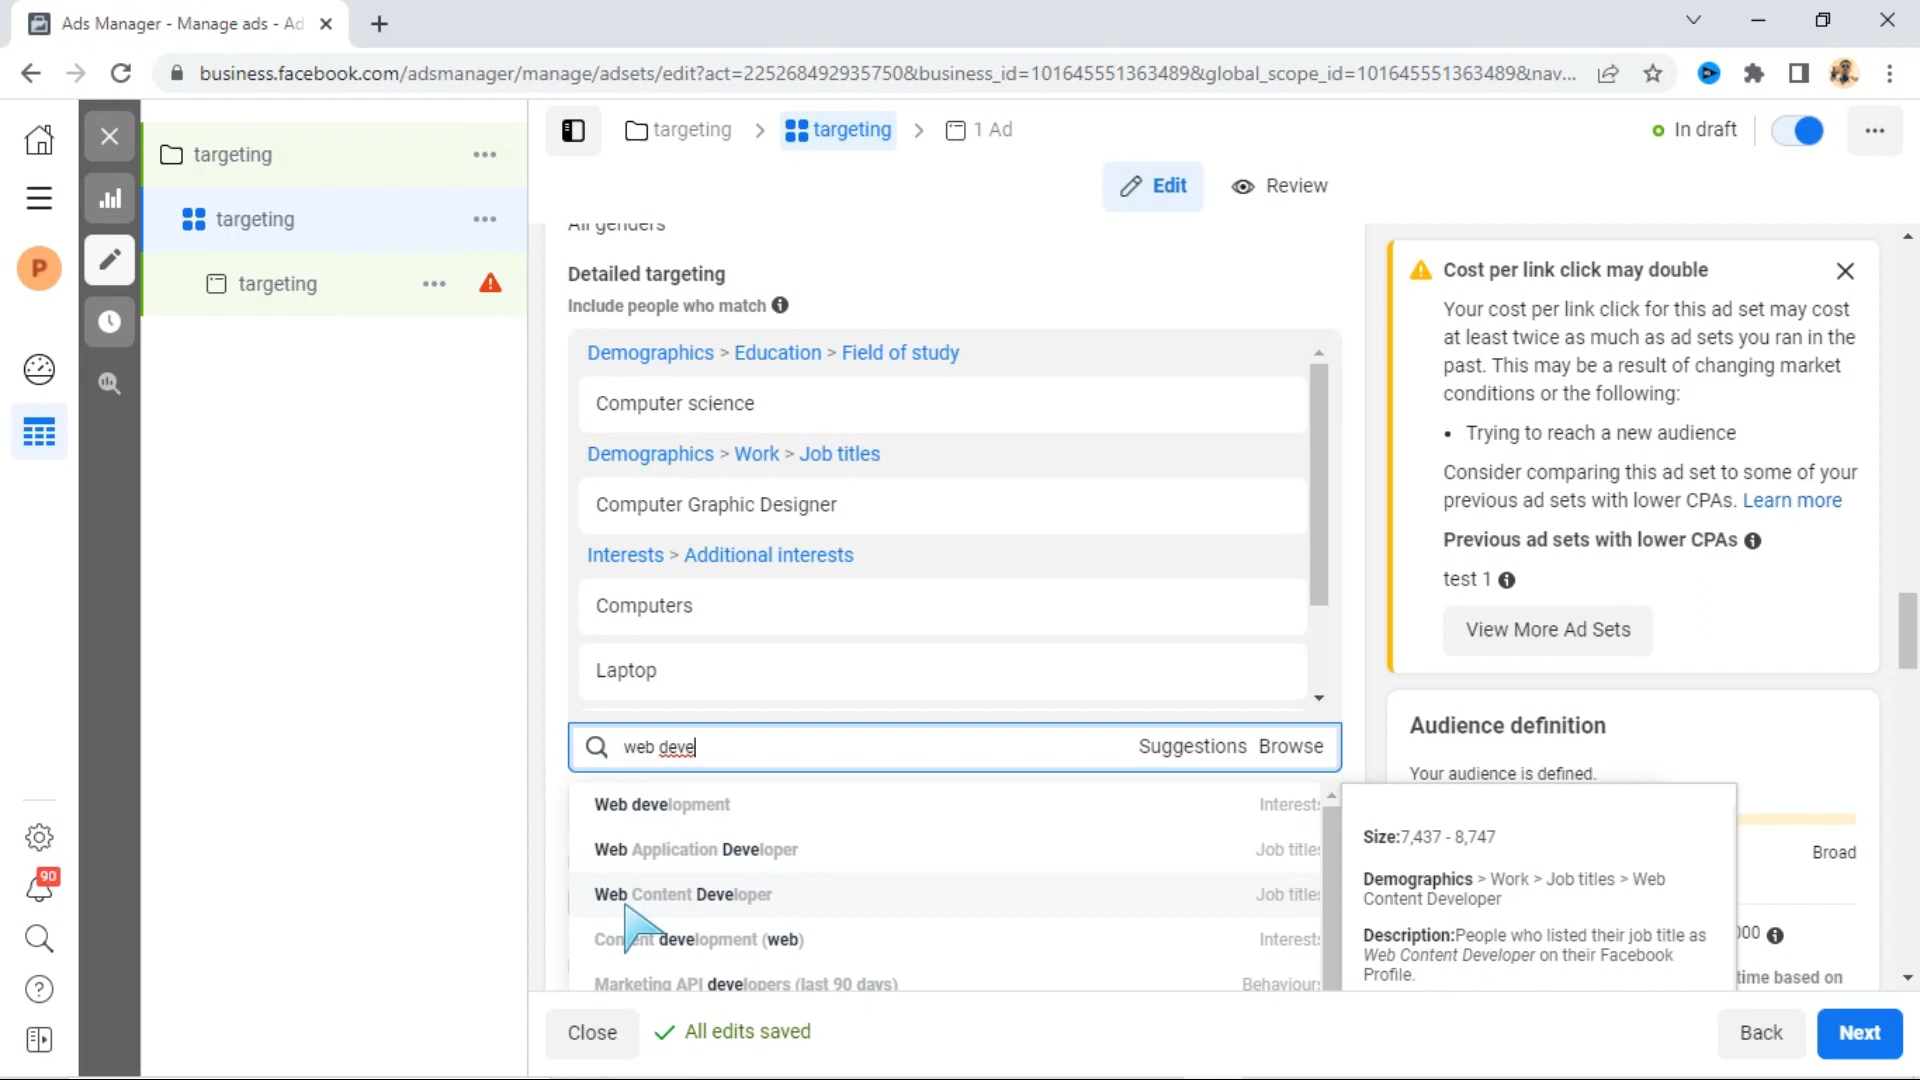 Ads Manager - Manage ads - Ad
business.facebook.com/adsmanager/manage/adsets/edit?act=225268492935750&business_id=101645551363489&global_scope_id=101645551363489&nav...
P
90
targeting
targeting
targeting
targeting > targeting > 1 Ad
In draft
Edit
Review
All genders
Detailed targeting
Include people who match
Demographics > Education > Field of study
Computer science
Demographics > Work > Job titles
Computer Graphic Designer
Interests > Additional interests
Computers
Laptop
web deve
Suggestions Browse
Web development Interests
Web Application Developer Job titles
Web Content Developer Job titles
Content development (web) Interests
Marketing API developers (last 90 days) Behaviours
Size:7,437 - 8,747
Demographics > Work > Job titles > Web
Content Developer
Description:People who listed their job title as
Web Content Developer on their Facebook
Profile.
Cost per link click may double
Your cost per link click for this ad set may cost
at least twice as much as ad sets you ran in the
past. This may be a result of changing market
conditions or the following:
• Trying to reach a new audience
Consider comparing this ad set to some of your
previous ad sets with lower CPAs. Learn more
Previous ad sets with lower CPAs
test 1
View More Ad Sets
Audience definition
Your audience is defined.
Broad
000
time based on
Close
All edits saved
Back
Next